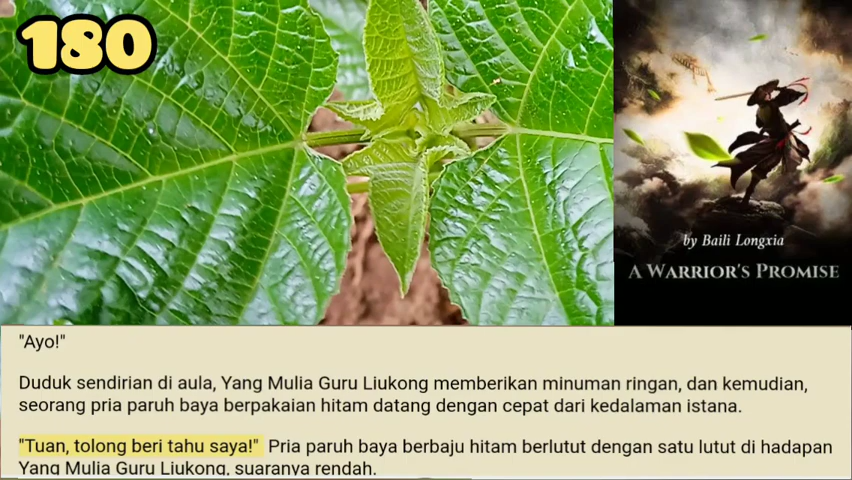 180
by Baili Longxia
A WARRIOR'S PROMISE
"Ayo!"
Duduk sendirian di aula, Yang Mulia Guru Liukong memberikan minuman ringan, dan kemudian,
seorang pria paruh baya berpakaian hitam datang dengan cepat dari kedalaman istana.
"Tuan, tolong beri tahu saya!" Pria paruh baya berbaju hitam berlutut dengan satu lutut di hadapan
Yang Mulia Guru Liukong, suaranya rendah.